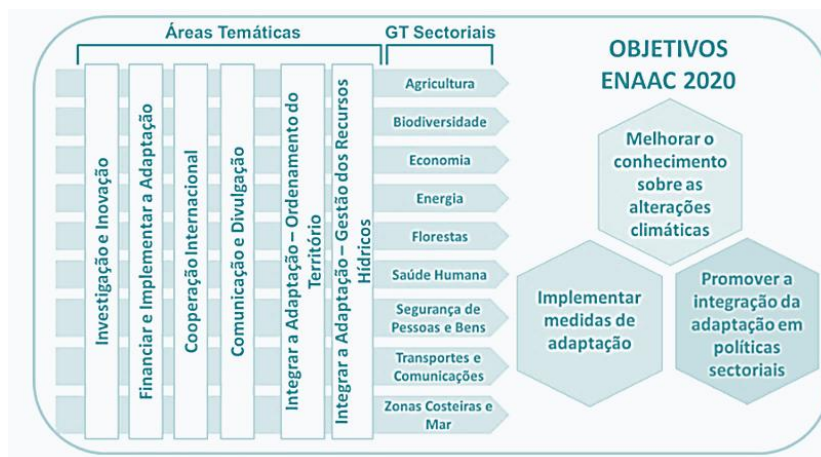 Áreas Temáticas
GT Sectoriais
Investigação e Inovação
Financiar e Implementar a Adaptação
Cooperação Internacional
Comunicação e Divulgação
Integrar a Adaptação – Ordenamento do
Território
Integrar a Adaptação – Gestão dos Recursos
Hídricos
Agricultura
Biodiversidade
Economia
Energia
Florestas
Saúde Humana
Segurança de
Pessoas e Bens
Transportes e
Comunicações
Zonas Costeiras e
Mar
OBJETIVOS
ENAAC 2020
Melhorar o
conhecimento
sobre as
alterações
climáticas
Implementar
medidas de
adaptação
Promover a
integração da
adaptação em
políticas
sectoriais